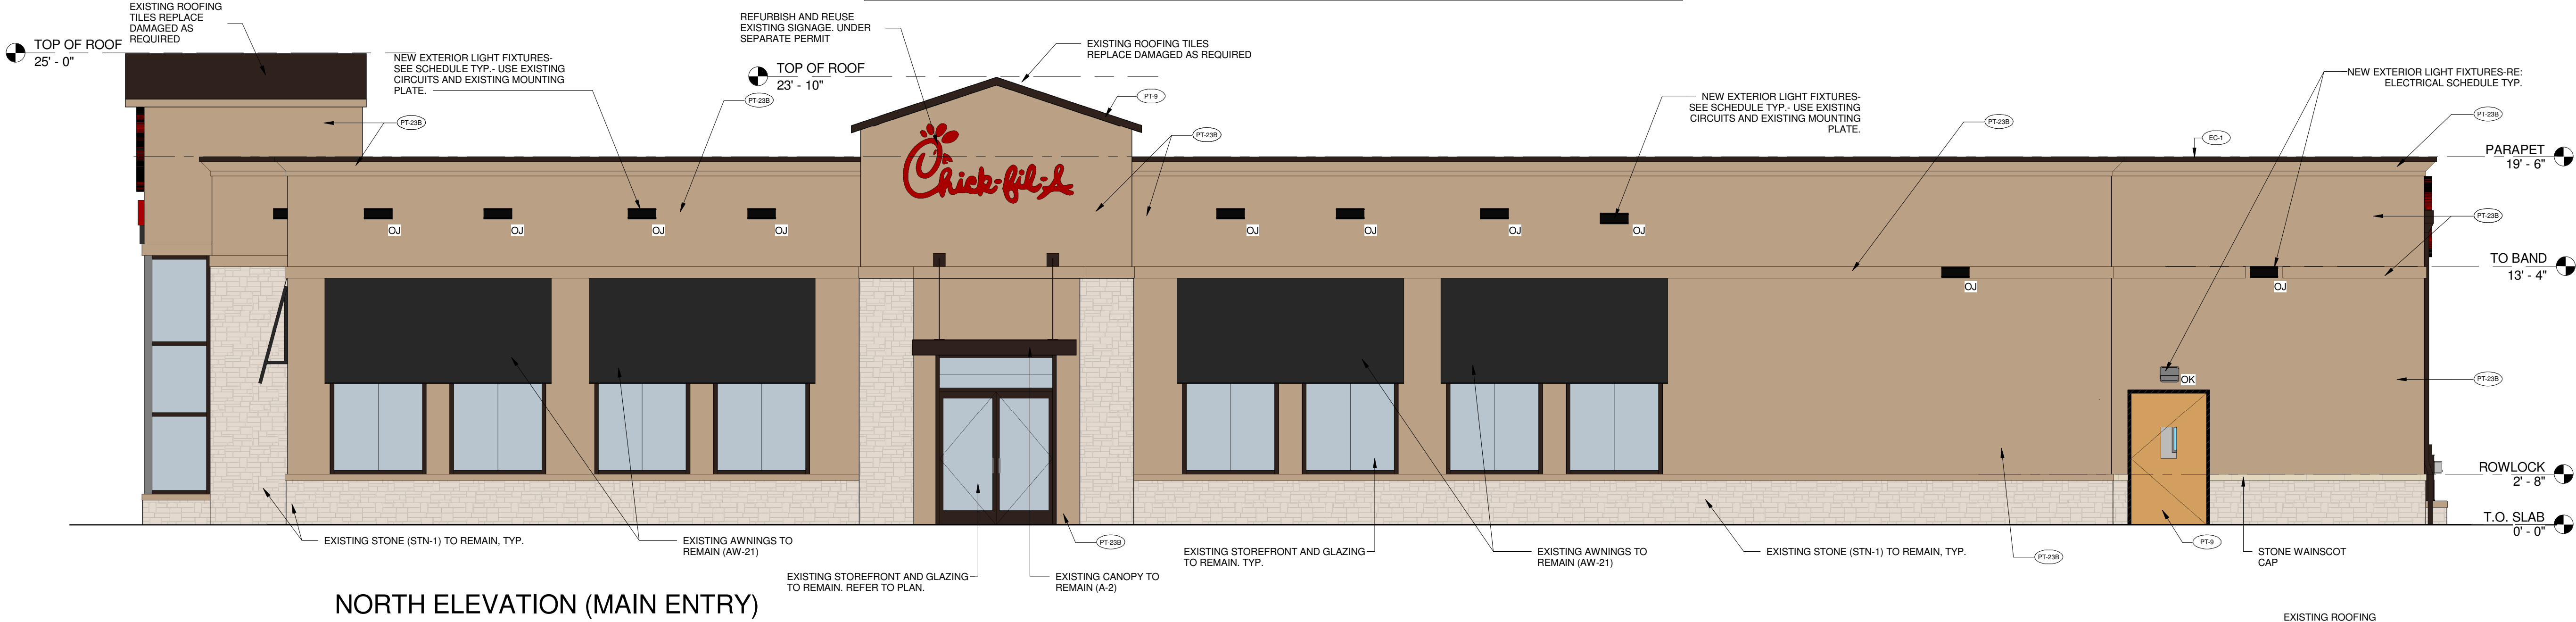 EXISTING ROOFING
TILES REPLACE
DAMAGED AS
REQUIRED
TOP OF ROOF
25' - 0"
NEW EXTERIOR LIGHT FIXTURES-
SEE SCHEDULE TYP.- USE EXISTING
CIRCUITS AND EXISTING MOUNTING
PLATE.
REFURBISH AND REUSE
EXISTING SIGNAGE. UNDER
SEPARATE PERMIT
TOP OF ROOF
23' - 10"
EXISTING ROOFING TILES
REPLACE DAMAGED AS REQUIRED
NEW EXTERIOR LIGHT FIXTURES-
SEE SCHEDULE TYP.- USE EXISTING
CIRCUITS AND EXISTING MOUNTING
PLATE.
NEW EXTERIOR LIGHT FIXTURES-RE:
ELECTRICAL SCHEDULE TYP.
PT-23B
PT-23B
PT-9
PT-23B
PT-23B
EC-1
PT-23B
PARAPET
19' - 6"
Chick-fil-A
PT-23B
OJ
OJ
OJ
OJ
OJ
OJ
OJ
OJ
TO BAND
13' - 4"
OJ
OJ
OK
PT-23B
ROWLOCK
2' - 8"
T.O. SLAB
0' - 0"
EXISTING STONE (STN-1) TO REMAIN, TYP.
EXISTING AWNINGS TO
REMAIN (AW-21)
PT-23B
EXISTING STOREFRONT AND GLAZING
TO REMAIN. REFER TO PLAN.
EXISTING CANOPY TO
REMAIN (A-2)
EXISTING STOREFRONT AND GLAZING
TO REMAIN. TYP.
EXISTING AWNINGS TO
REMAIN (AW-21)
EXISTING STONE (STN-1) TO REMAIN, TYP.
PT-23B
PT-9
STONE WAINSCOT
CAP
NORTH ELEVATION (MAIN ENTRY)
EXISTING ROOFING